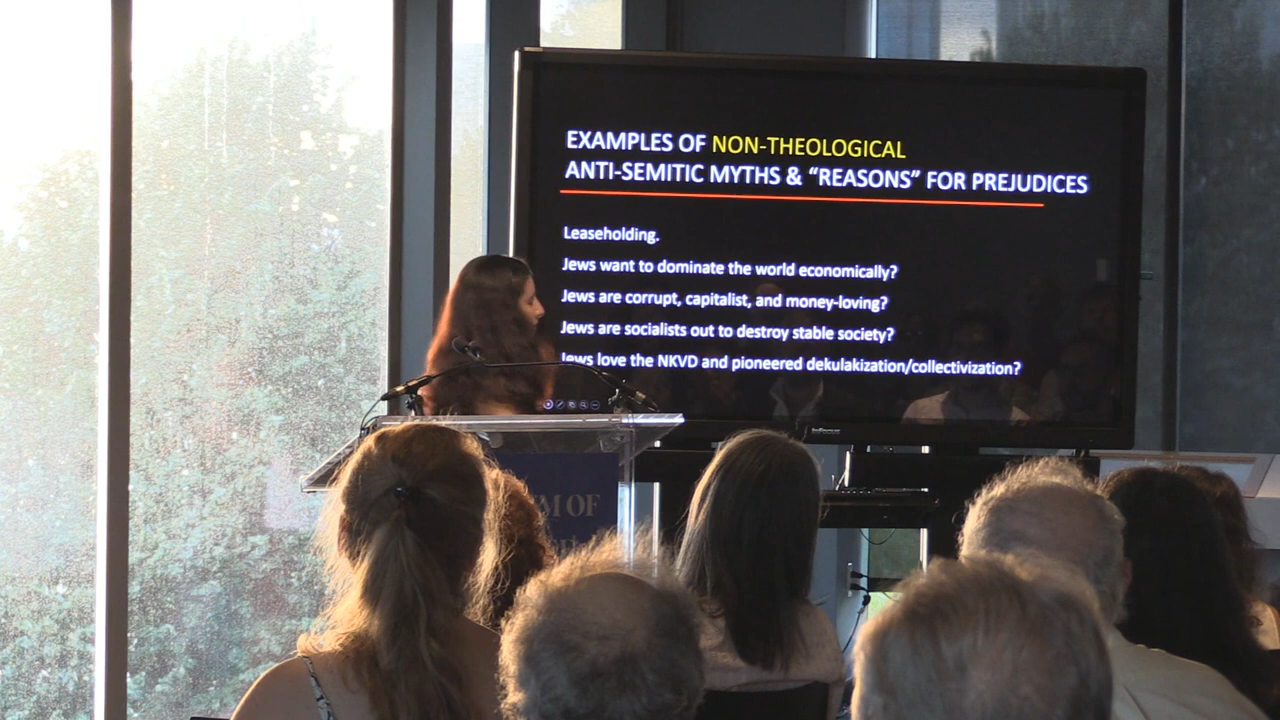 EXAMPLES OF NON-THEOLOGICAL
ANTI-SEMITIC MYTHS & “REASONS” FOR PREJUDICES
Leaseholding.
Jews want to dominate the world economically?
Jews are corrupt, capitalist, and money-loving?
Jews are socialists out to destroy stable society?
Jews love the NKVD and pioneered dekulakization/collectivization?
InFocus
OF